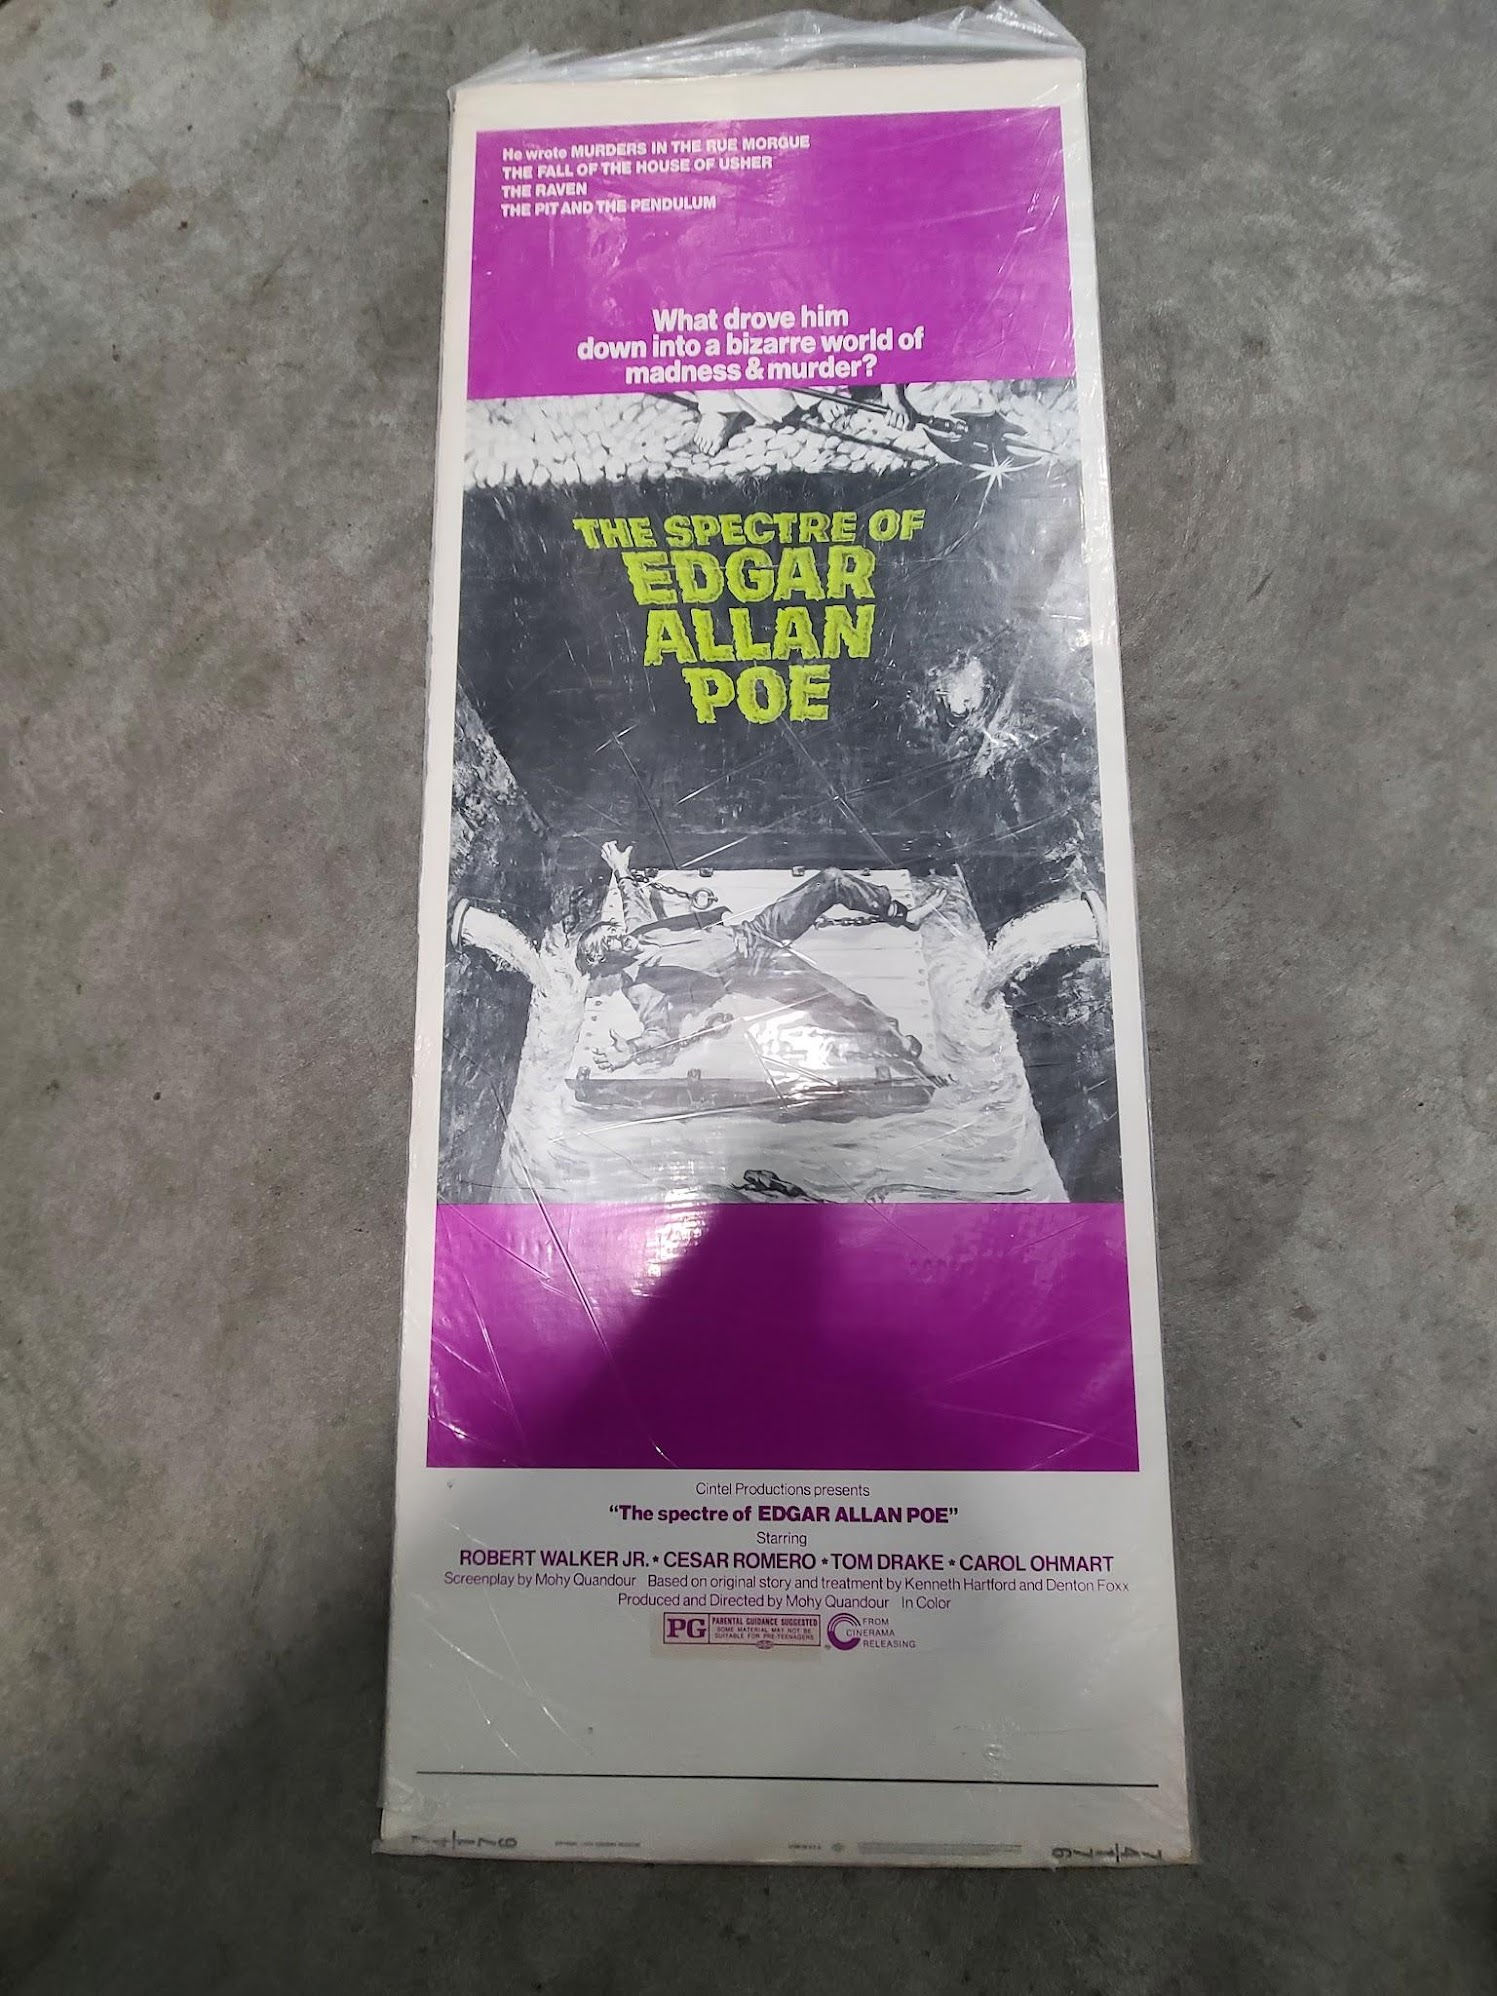 He wrote MURDERS IN THE RUE MORGUE
THE FALL OF THE HOUSE OF USHER
THE RAVEN
THE PIT AND THE PENDULUM
What drove him
down into a bizarre world of
madness & murder?
THE SPECTRE OF
EDGAR
ALLAN
POE
Cintel Productions presents
"The spectre of EDGAR ALLAN POE"
Starring
ROBERT WALKER JR. * CESAR ROMERO * TOM DRAKE * CAROL OHMART
Screenplay by Mohy Quandour Based on original story and treatment by Kenneth Hartford and Denton Foxx
Produced and Directed by Mohy Quandour In Color
PG PARENTAL GUIDANCE SUGGESTED
SOME MATERIAL MAY NOT BE
SUITABLE FOR PRE-TEENAGERS
FROM
CINERAMA
RELEASING
74/176
74/176